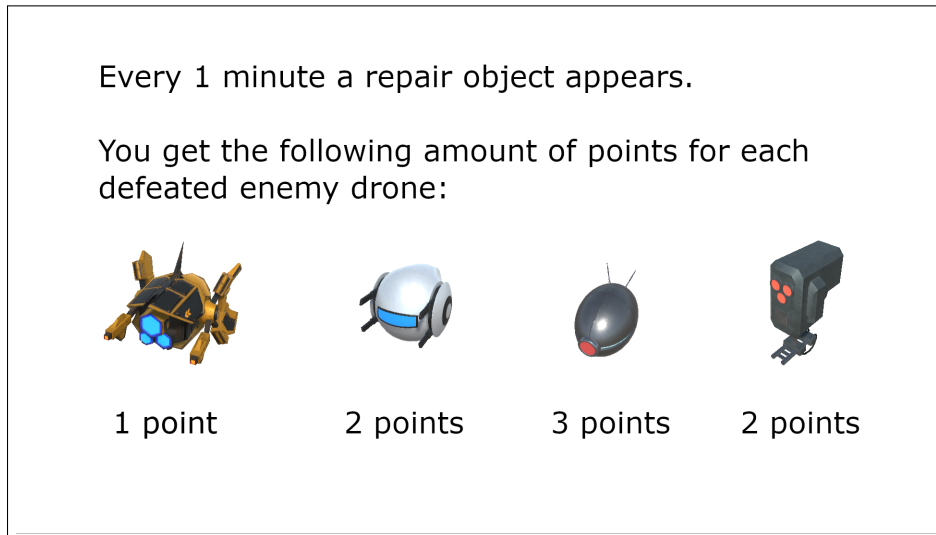 Every 1 minute a repair object appears.
You get the following amount of points for each
defeated enemy drone:
1 point 2 points 3 points 2 points